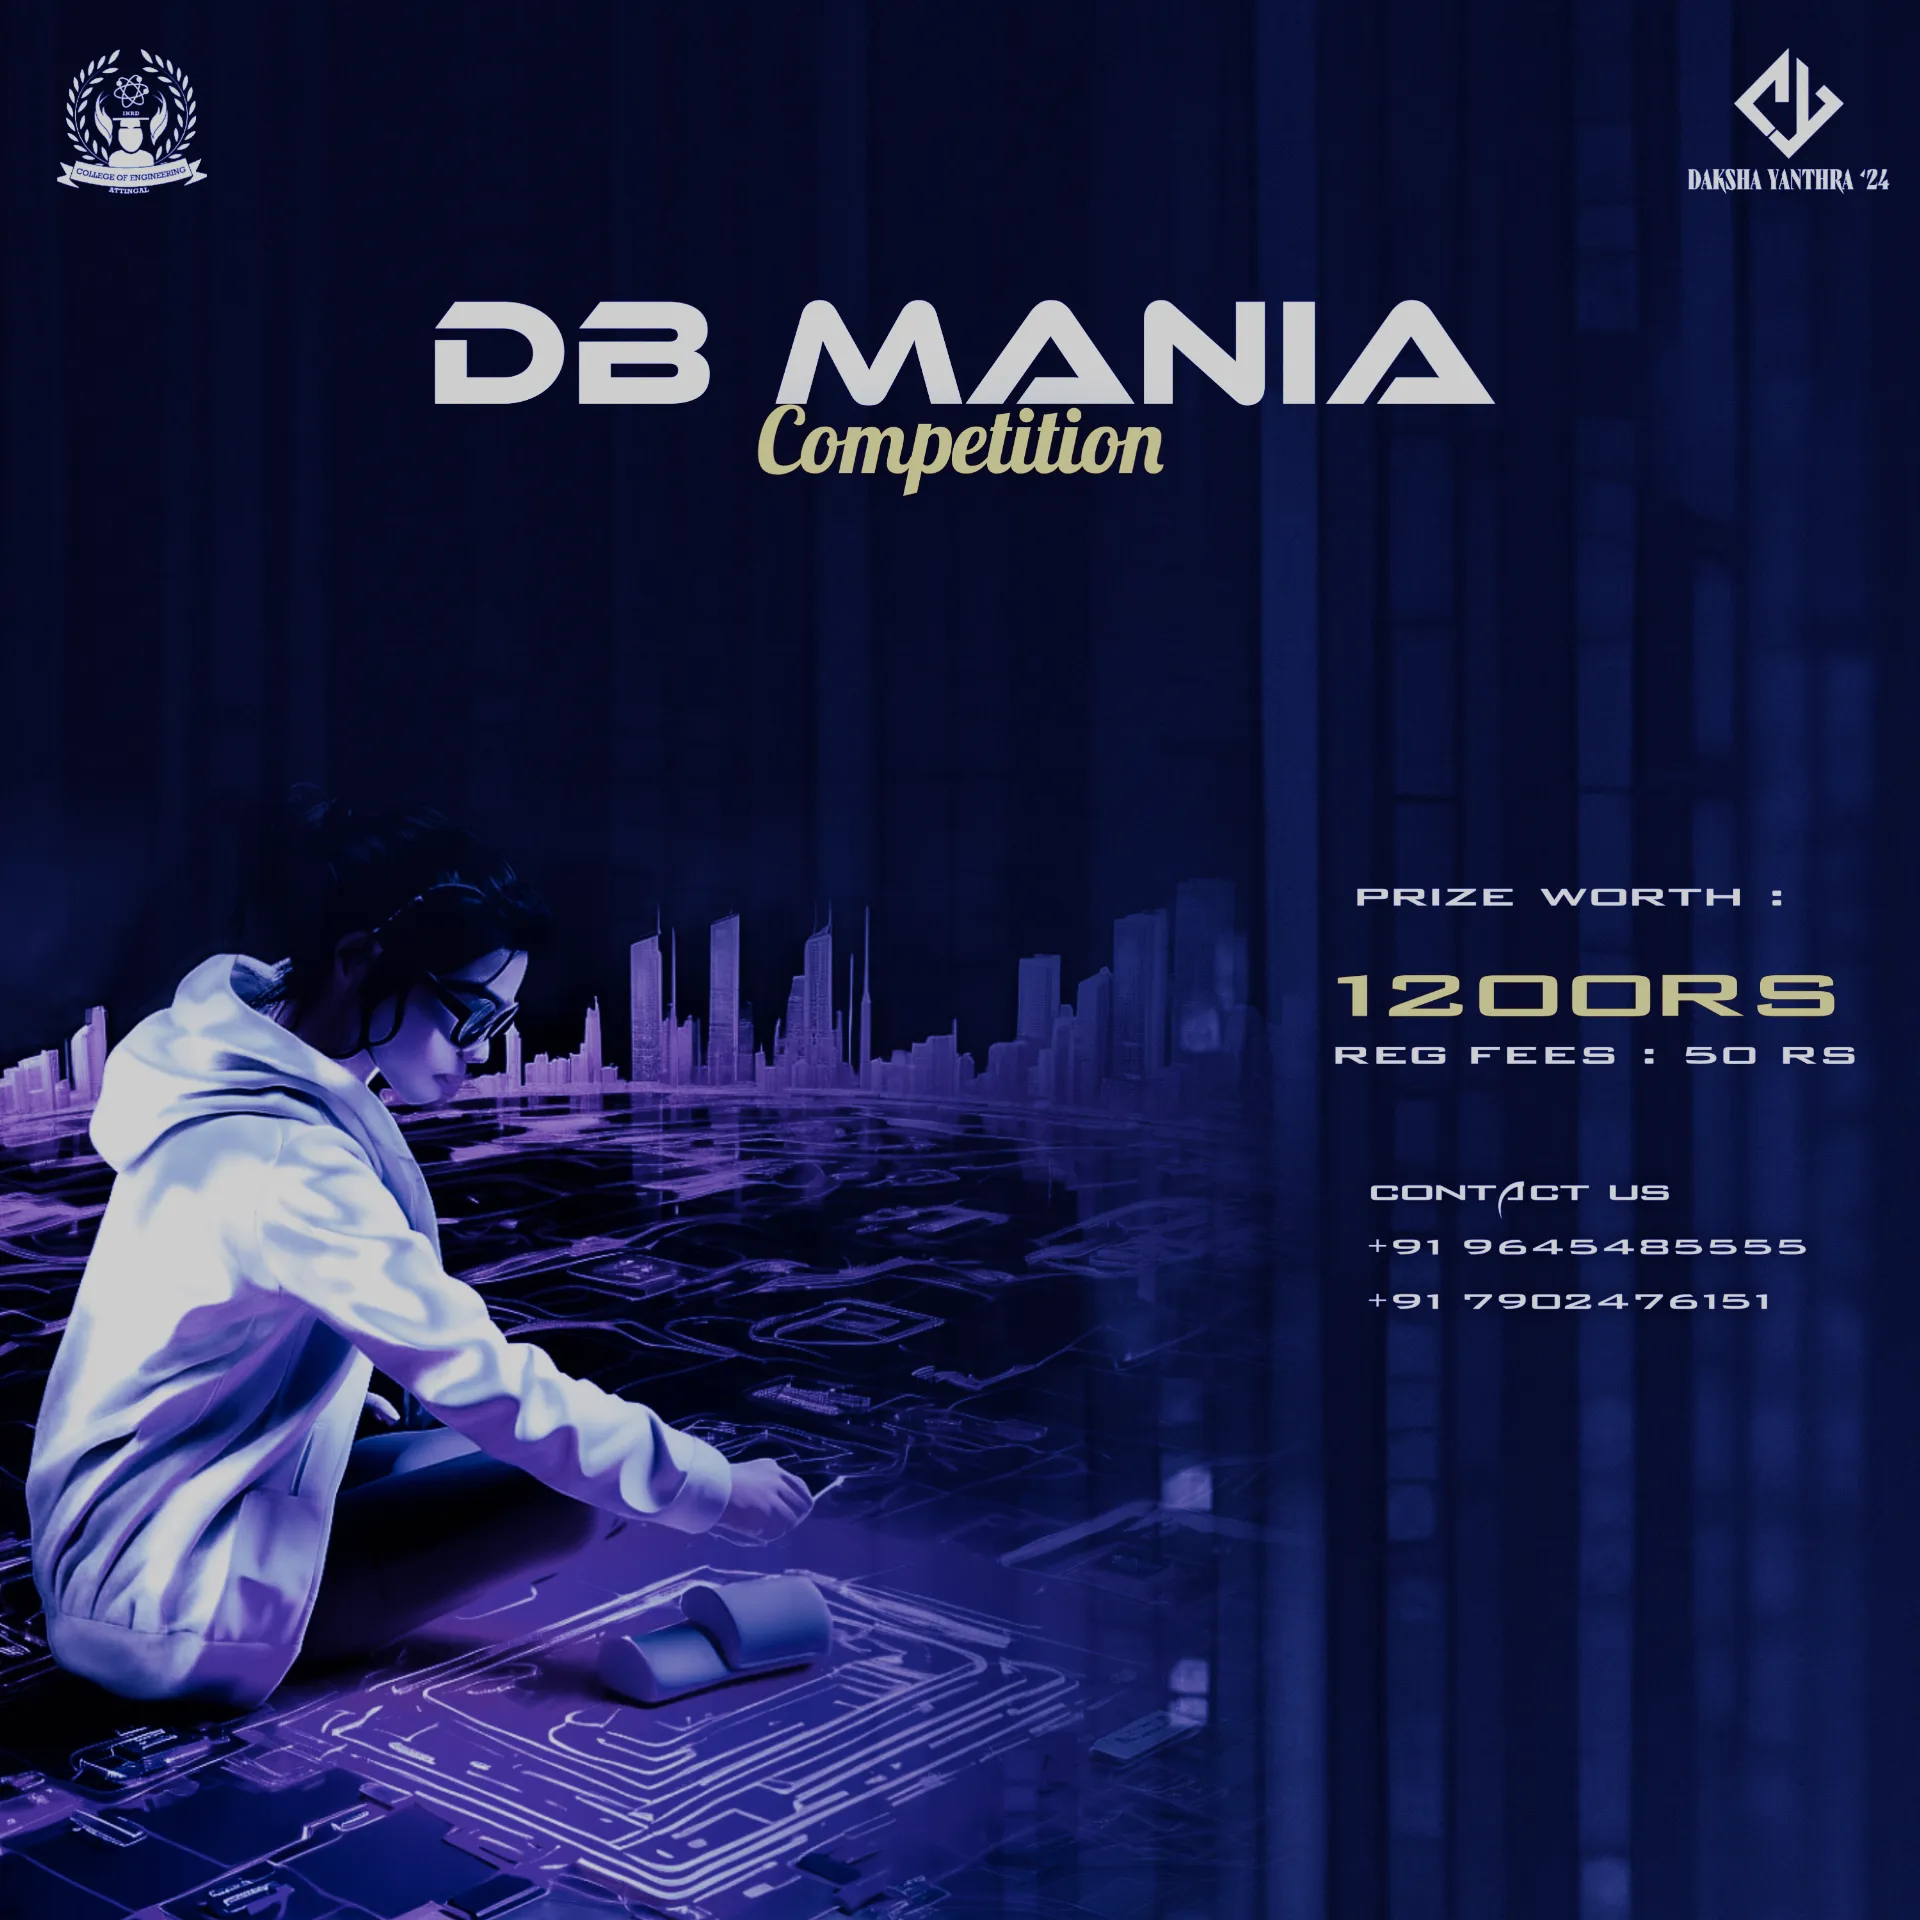 IHRD
COLLEGE OF ENGINEERING
ATTINGAL
DAKSHA YANTHRA '24
DB MANIA
Competition
PRIZE WORTH :
1200RS
REG FEES : 50 RS
CONTACT US
+91 9645485555
+91 7902476151